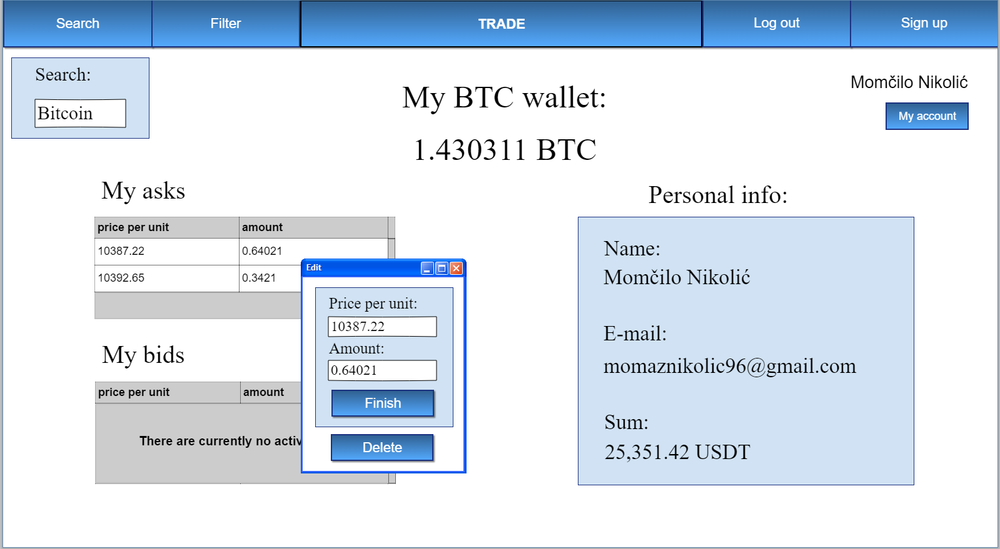 Search
Filter
TRADE
Log out
Sign up
Search:
Bitcoin
My BTC wallet:
1.430311 BTC
Momčilo Nikolić
My account
My asks
price per unit amount
10387.22 0.64021
10392.65 0.3421
My bids
price per unit amount
There are currently no activ
Edit
Price per unit:
10387.22
Amount:
0.64021
Finish
Delete
Personal info:
Name:
Momčilo Nikolić
E-mail:
momaznikolic96@gmail.com
Sum:
25,351.42 USDT